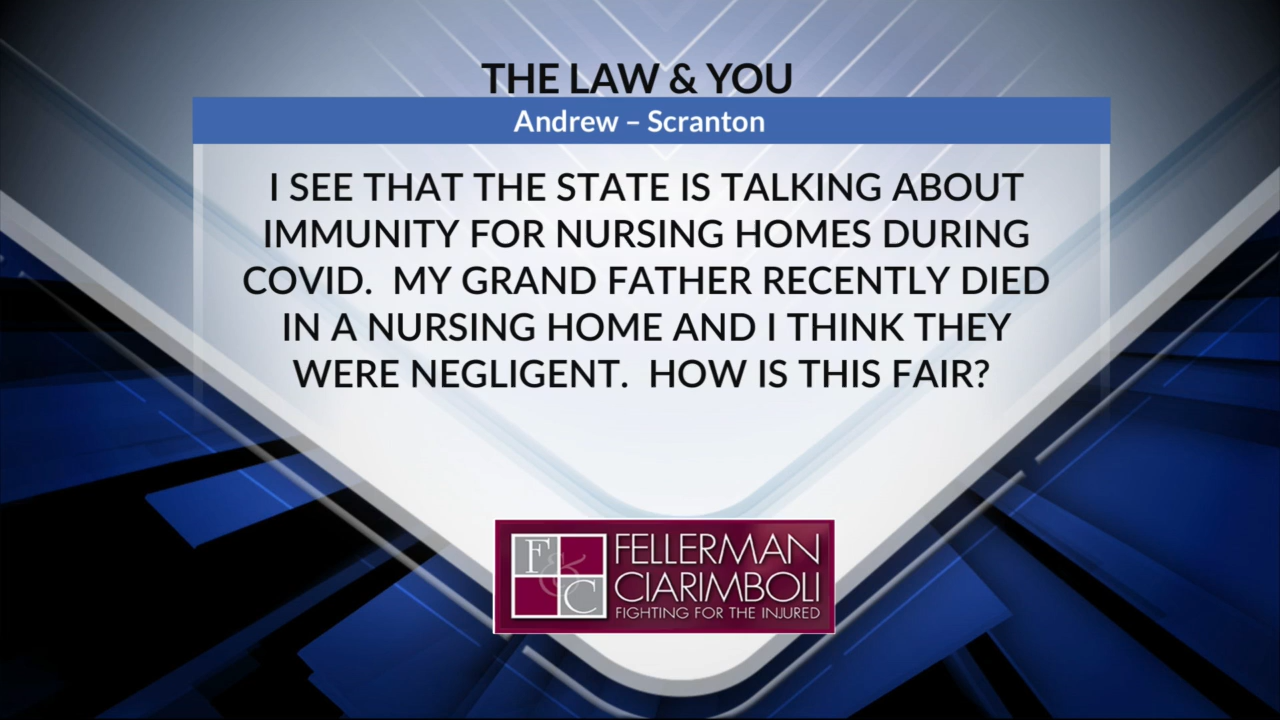 THE LAW & YOU
Andrew – Scranton
I SEE THAT THE STATE IS TALKING ABOUT
IMMUNITY FOR NURSING HOMES DURING
COVID.  MY GRAND FATHER RECENTLY DIED
IN A NURSING HOME AND I THINK THEY
WERE NEGLIGENT.  HOW IS THIS FAIR?
F&C
FELLERMAN
CIARIMBOLI
FIGHTING FOR THE INJURED